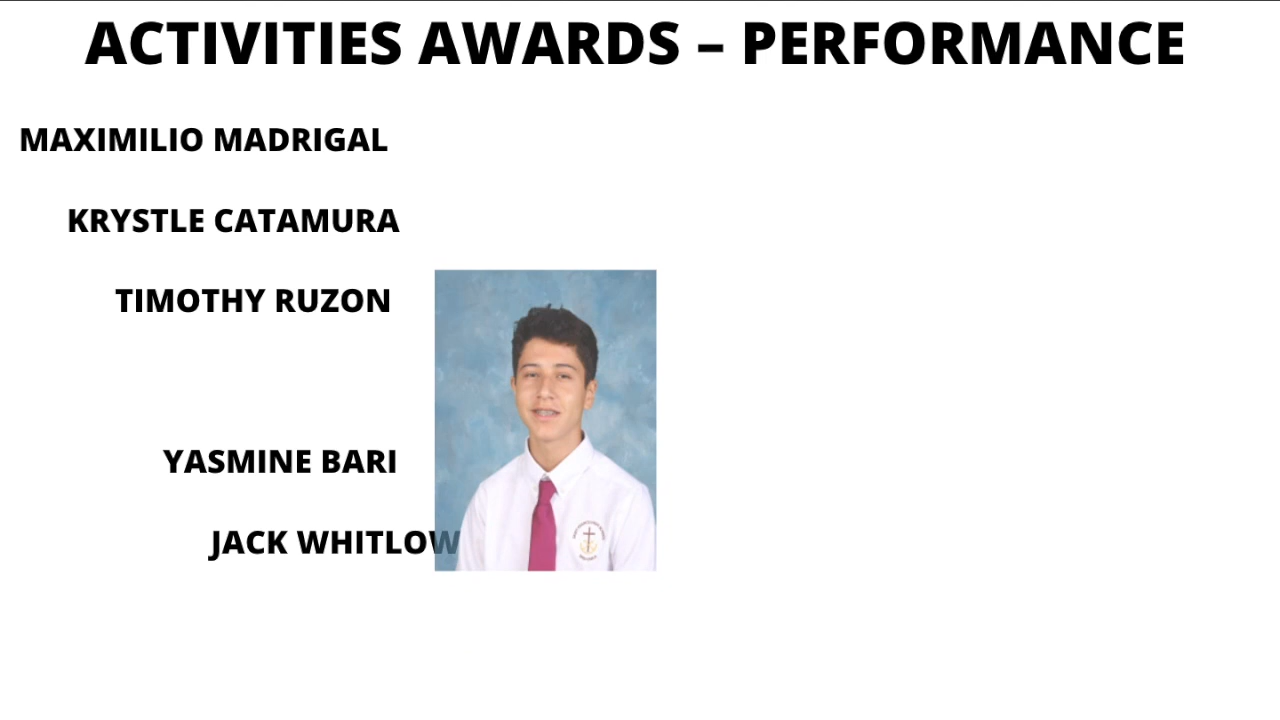 ACTIVITIES AWARDS – PERFORMANCE
MAXIMILIO MADRIGAL
KRYSTLE CATAMURA
TIMOTHY RUZON
YASMINE BARI
JACK WHITLOW